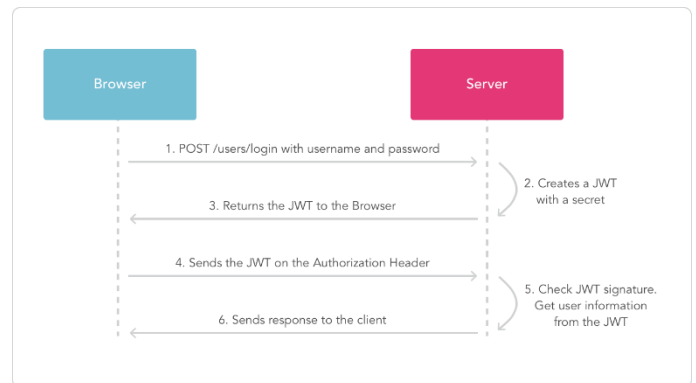 Browser
Server
1. POST /users/login with username and password
2. Creates a JWT
with a secret
3. Returns the JWT to the Browser
4. Sends the JWT on the Authorization Header
5. Check JWT signature.
Get user information
from the JWT
6. Sends response to the client